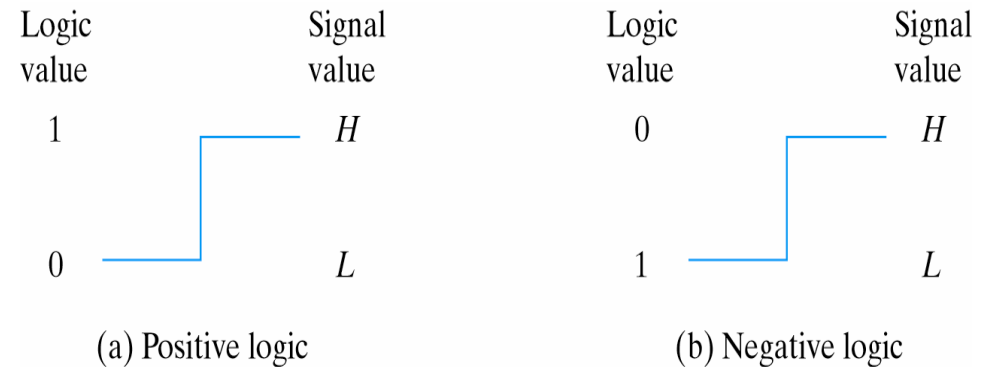 Logic Signal
value value
1 H
0 L
(a) Positive logic
Logic Signal
value value
0 H
1 L
(b) Negative logic